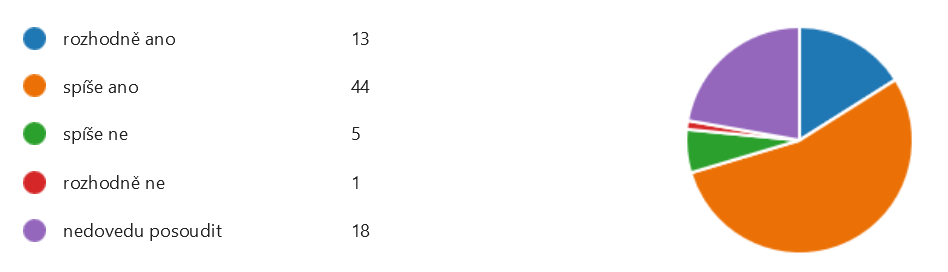 rozhodně ano 13
spíše ano 44
spíše ne 5
rozhodně ne 1
nedovedu posoudit 18